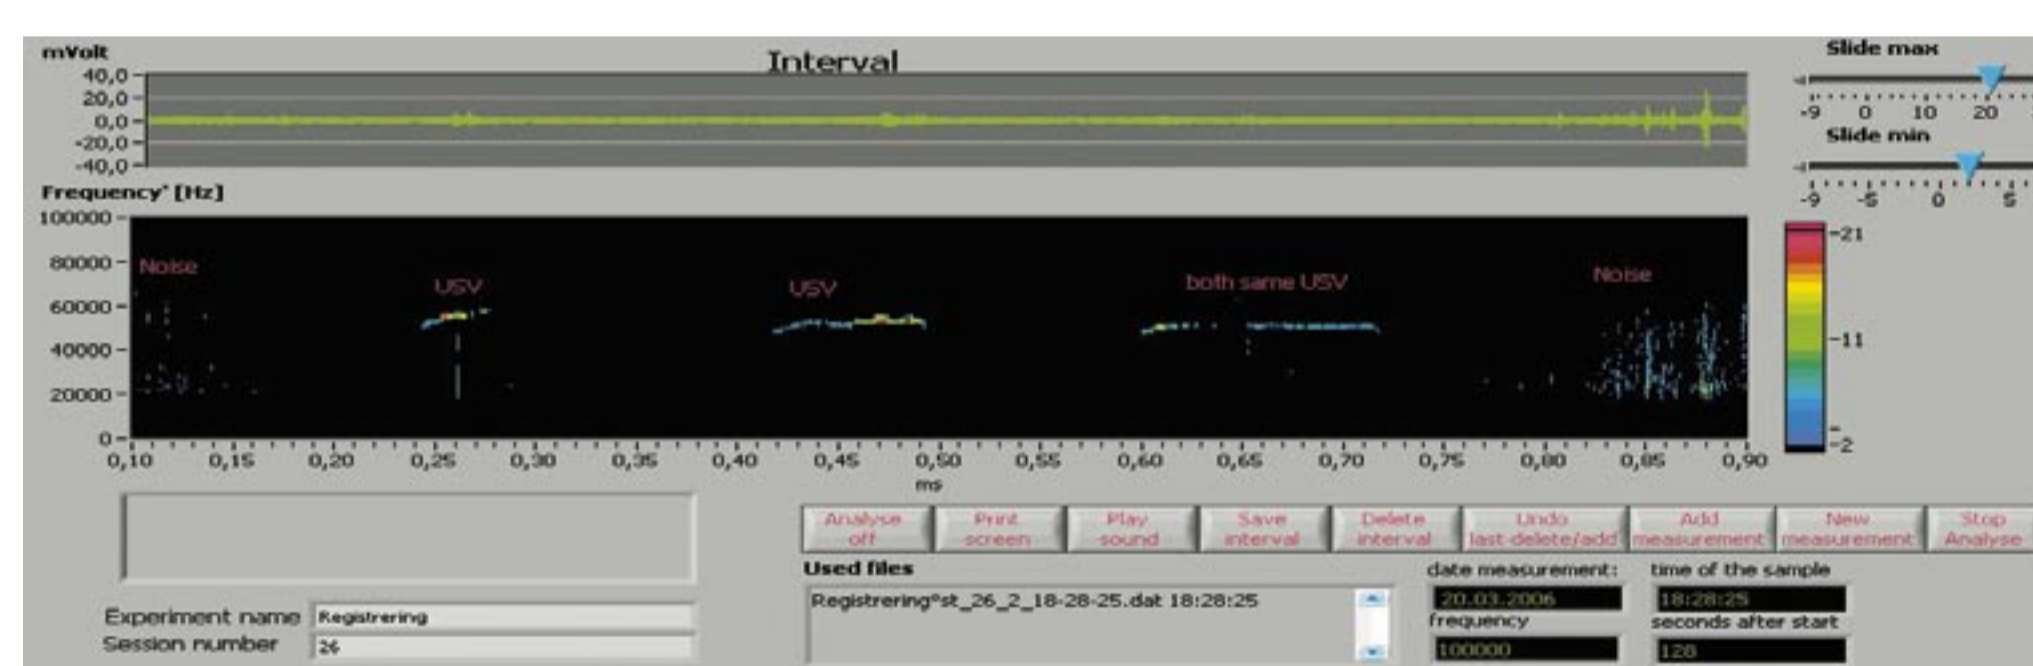 mVolt
Interval
40,0
20,0
0,0
-20,0
-40,0
Slide max
-9 0 10 20
Slide min
-9 -5 0 5
Frequency* [Hz]
100000
80000
60000
40000
20000
0
Noise
USV
USV
both same USV
Noise
-21
-11
-2
0,10 0,15 0,20 0,25 0,30 0,35 0,40 0,45 0,50 0,55 0,60 0,65 0,70 0,75 0,80 0,85 0,90
ms
Analyse off
Print screen
Play sound
Save interval
Delete interval
Undo last delete/add
Add measurement
New measurement
Stop Analyse
Used files
Registrering°st_26_2_18-28-25.dat 18:28:25
date measurement:
20.03.2006
time of the sample
18:28:25
frequency
100000
seconds after start
128
Experiment name Registrering
Session number 26